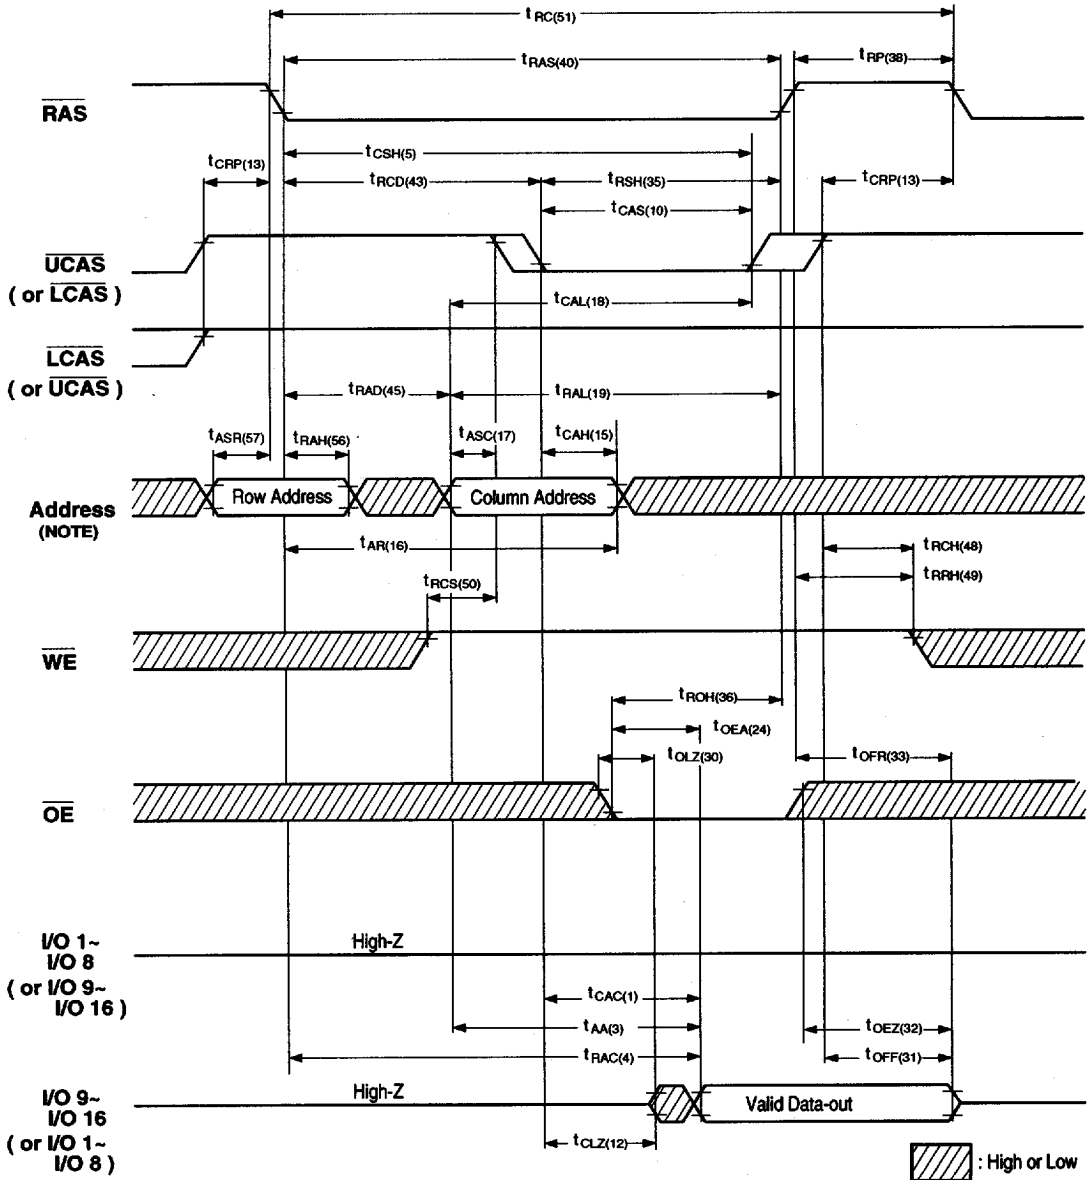 tRC(51)
tRAS(40)
tRP(38)
RAS
tCSH(5)
tCRP(13)
tRCD(43)
tRSH(35)
tCRP(13)
tCAS(10)
UCAS
( or LCAS )
tCAL(18)
LCAS
( or UCAS )
tRAD(45)
tRAL(19)
tASR(57)
tRAH(56)
tASC(17)
tCAH(15)
Address
(NOTE)
Row Address
Column Address
tAR(16)
tRCH(48)
tRRH(49)
tRCS(50)
WE
tROH(36)
tOEA(24)
tOLZ(30)
tOFR(33)
OE
I/O 1~
I/O 8
( or I/O 9~
I/O 16 )
High-Z
tCAC(1)
tAA(3)
tOEZ(32)
tRAC(4)
tOFF(31)
I/O 9~
I/O 16
( or I/O 1~
I/O 8 )
High-Z
Valid Data-out
tCLZ(12)
: High or Low